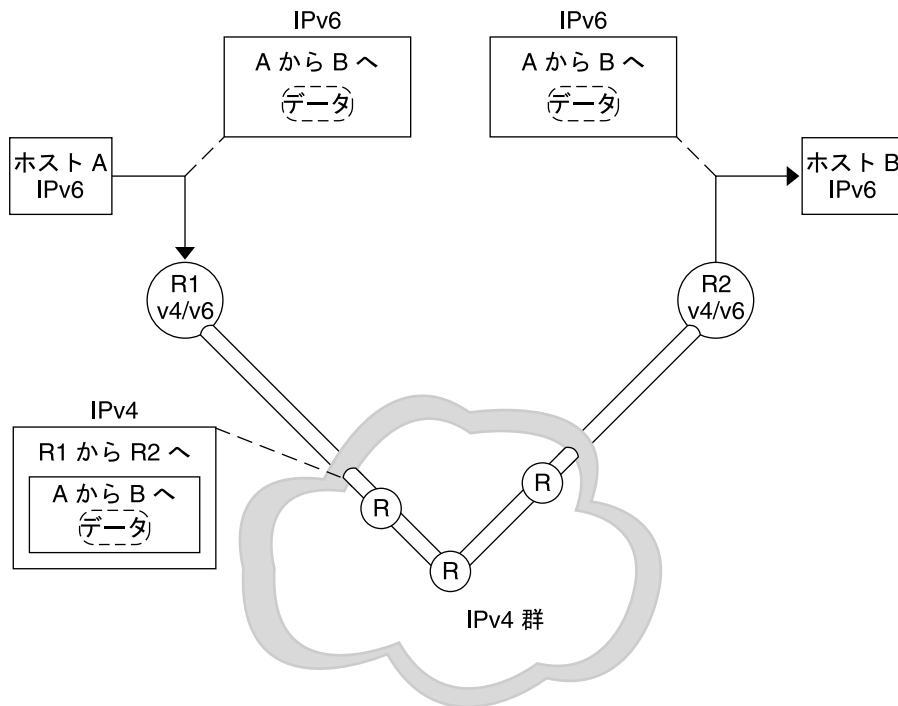 IPv6
A から B へ
データ
IPv6
A から B へ
データ
ホスト A
IPv6
ホスト B
IPv6
R1
v4/v6
R2
v4/v6
IPv4
R1 から R2 へ
A から B へ
データ
R
R
R
IPv4 群